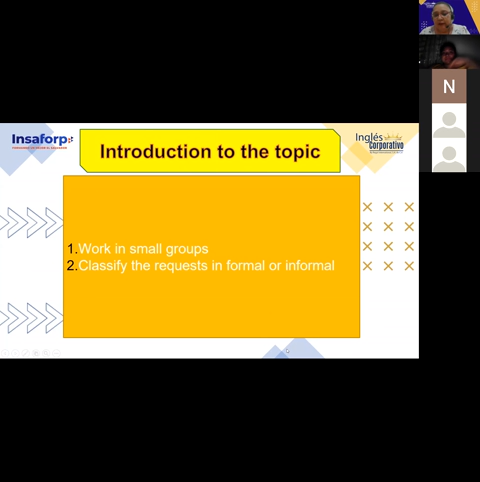 Insaforp
Introduction to the topic
Inglés
Corporativo
1.Work in small groups
2.Classify the requests in formal or informal
N